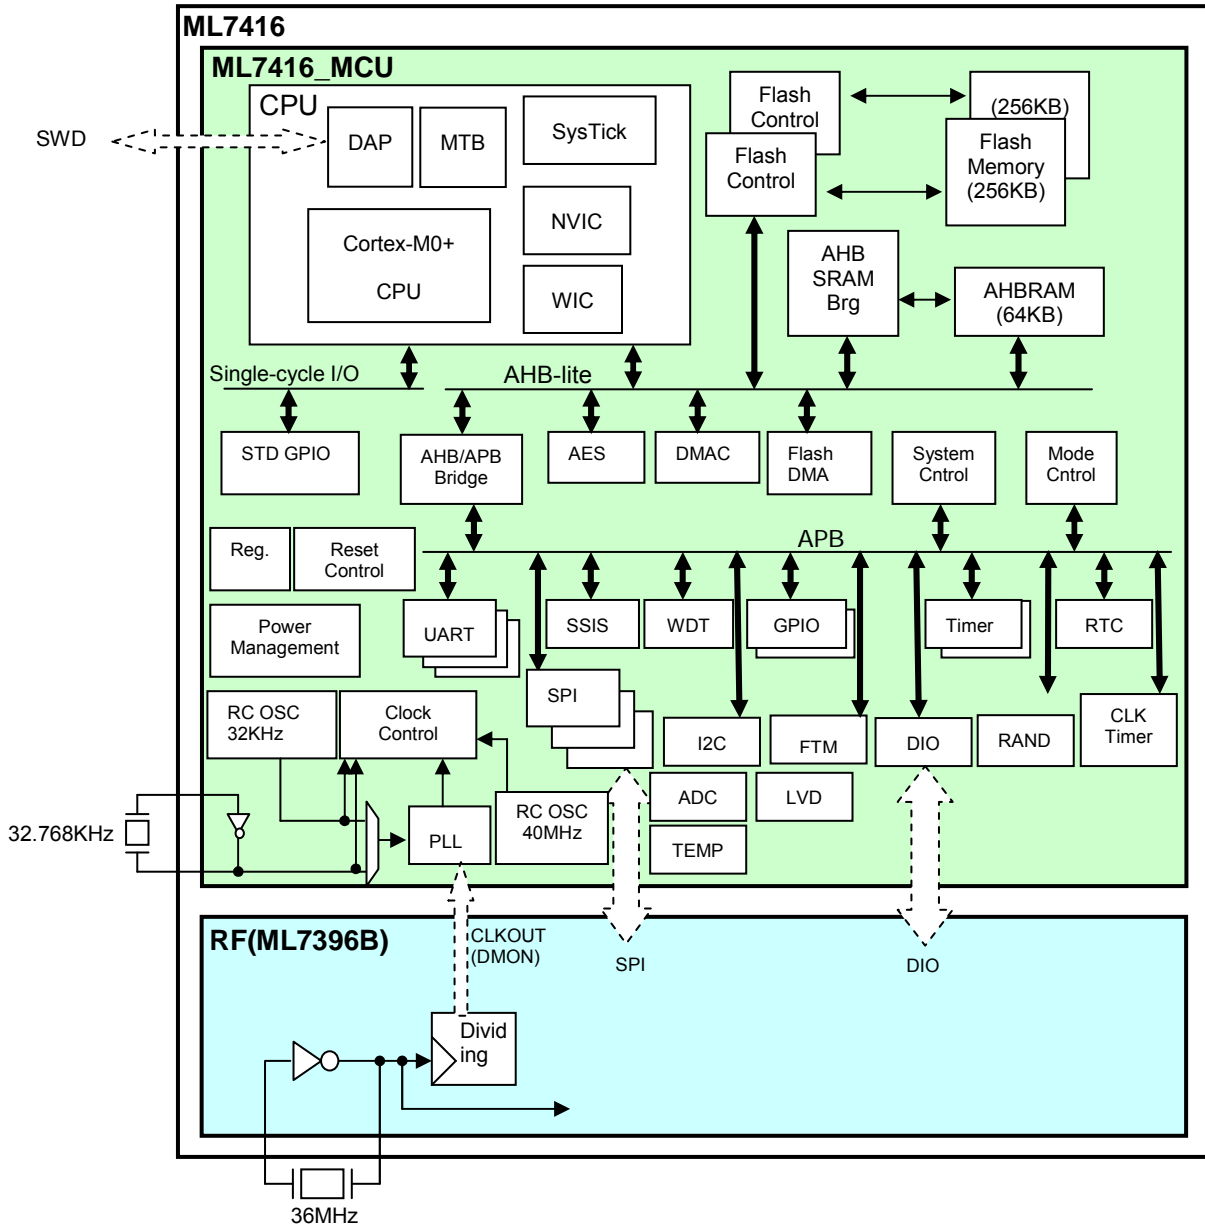 ML7416
ML7416_MCU
CPU
SWD
DAP
MTB
SysTick
Cortex-M0+
CPU
NVIC
WIC
Flash
Control
Flash
Control
(256KB)
Flash
Memory
(256KB)
AHB
SRAM
Brg
AHBRAM
(64KB)
Single-cycle I/O
AHB-lite
STD GPIO
AHB/APB
Bridge
AES
DMAC
Flash
DMA
System
Cntrol
Mode
Cntrol
APB
Reg.
Reset
Control
Power
Management
UART
SSIS
WDT
GPIO
Timer
RTC
SPI
RC OSC
32KHz
Clock
Control
I2C
FTM
DIO
RAND
CLK
Timer
ADC
LVD
TEMP
RC OSC
40MHz
PLL
32.768KHz
RF(ML7396B)
CLKOUT
(DMON)
SPI
DIO
Divid
ing
36MHz